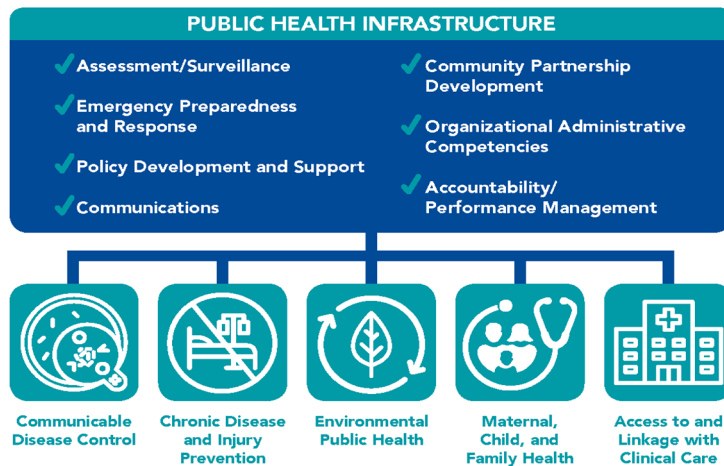 PUBLIC HEALTH INFRASTRUCTURE
Assessment/Surveillance
Emergency Preparedness
and Response
Policy Development and Support
Communications
Community Partnership
Development
Organizational Administrative
Competencies
Accountability/
Performance Management
Communicable
Disease Control
Chronic Disease
and Injury
Prevention
Environmental
Public Health
Maternal,
Child, and
Family Health
Access to and
Linkage with
Clinical Care